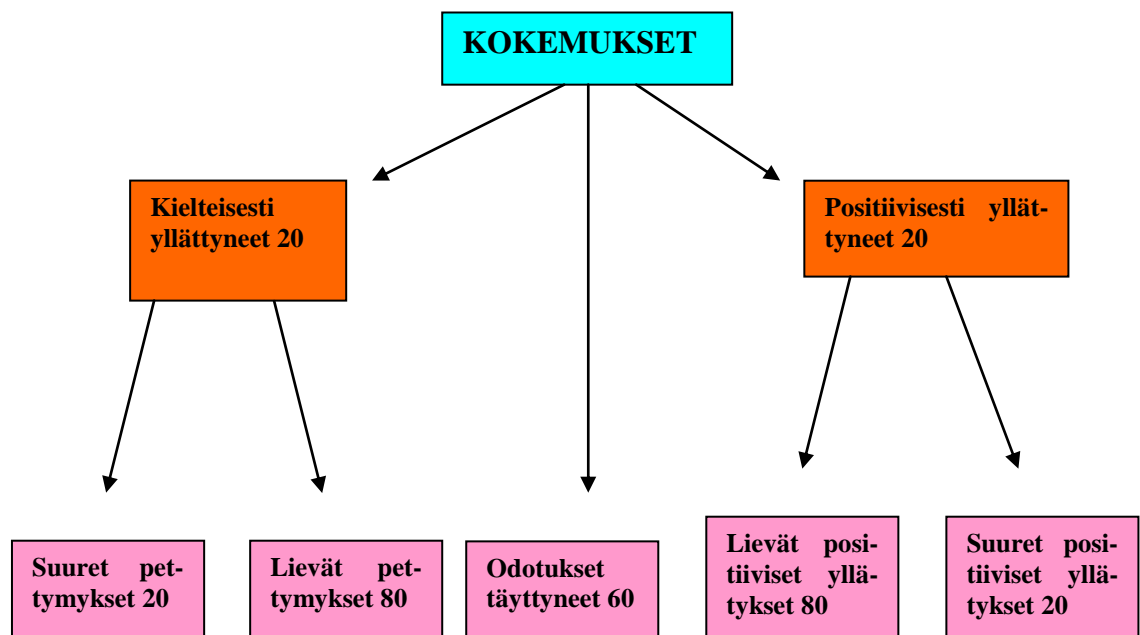 KOKEMUKSET
Kielteisesti
yllättyneet 20
Positiivisesti yllät-
tyneet 20
Suuret pet-
tymykset 20
Lievät pet-
tymykset 80
Odotukset
täyttyneet 60
Lievät posi-
tiiviset yllä-
tykset 80
Suuret posi-
tiiviset yllä-
tykset 20